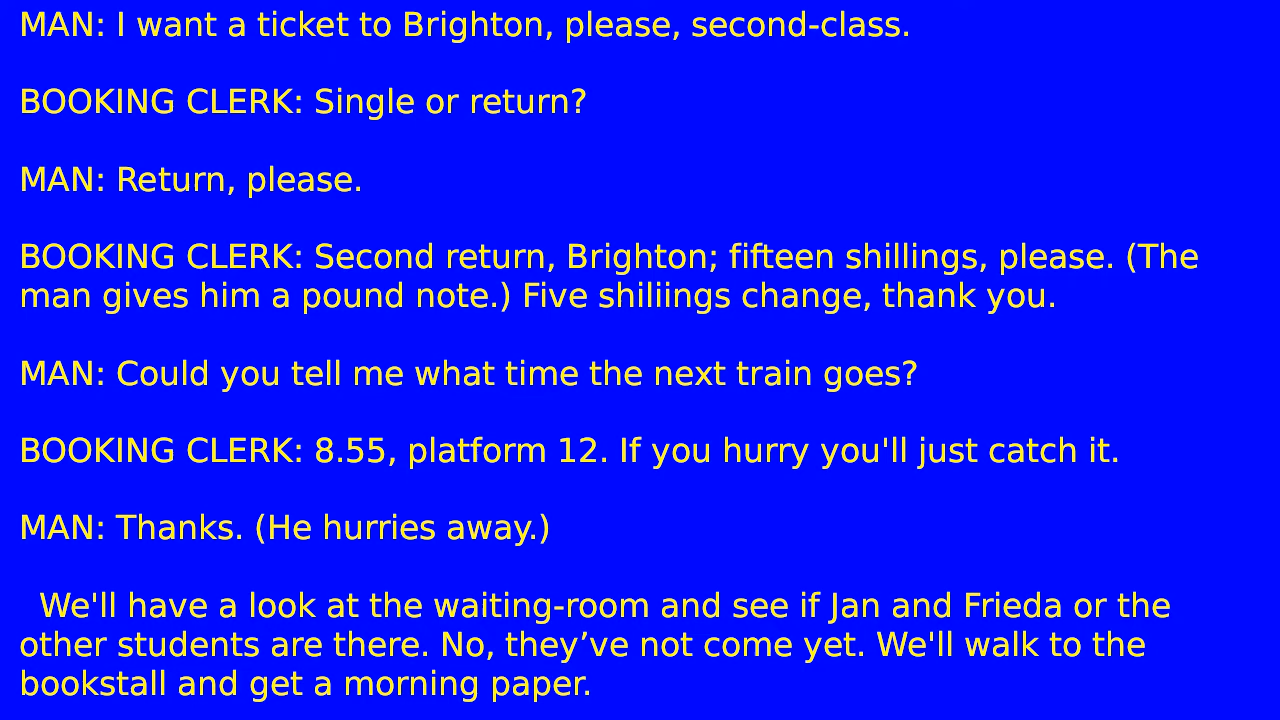 MAN: I want a ticket to Brighton, please, second-class.
BOOKING CLERK: Single or return?
MAN: Return, please.
BOOKING CLERK: Second return, Brighton; fifteen shillings, please. (The
man gives him a pound note.) Five shiliings change, thank you.
MAN: Could you tell me what time the next train goes?
BOOKING CLERK: 8.55, platform 12. If you hurry you'll just catch it.
MAN: Thanks. (He hurries away.)
We'll have a look at the waiting-room and see if Jan and Frieda or the
other students are there. No, they’ve not come yet. We'll walk to the
bookstall and get a morning paper.